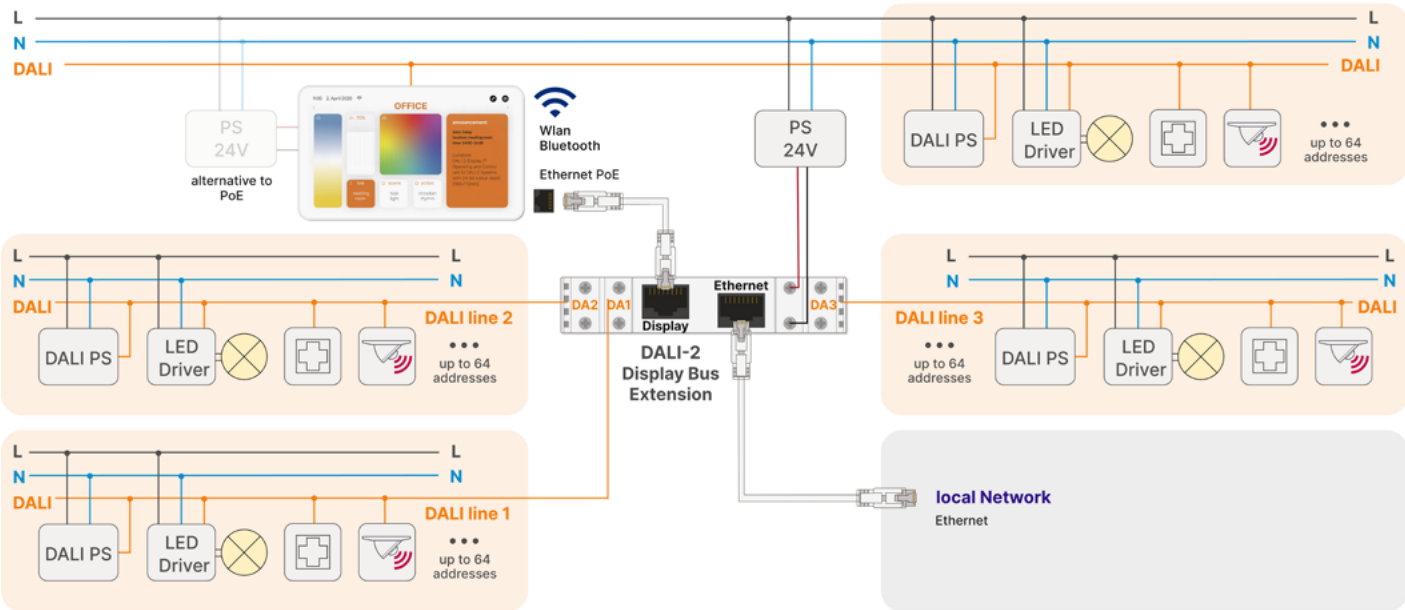 L
L
N
N
DALI
DALI
PS
24V
alternative to
PoE
OFFICE
announcement
Wlan
Bluetooth
Ethernet PoE
PS
24V
DALI PS
LED
Driver
up to 64
addresses
L
L
N
N
DALI
DALI line 2
DALI PS
LED
Driver
up to 64
addresses
DA2
DA1
Display
Ethernet
DA3
DALI-2
Display Bus
Extension
L
L
N
N
DALI
DALI line 3
up to 64
addresses
DALI PS
LED
Driver
L
L
N
N
DALI
DALI line 1
DALI PS
LED
Driver
up to 64
addresses
local Network
Ethernet